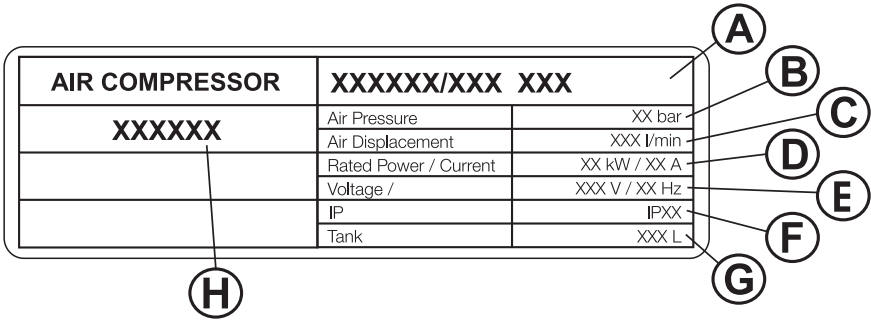 AIR COMPRESSOR
XXXXXX/XXX XXX
XXXXXX
Air Pressure XX bar
Air Displacement XXX l/min
Rated Power / Current XX kW / XX A
Voltage / XXX V / XX Hz
IP IPXX
Tank XXX L
A
B
C
D
E
F
G
H